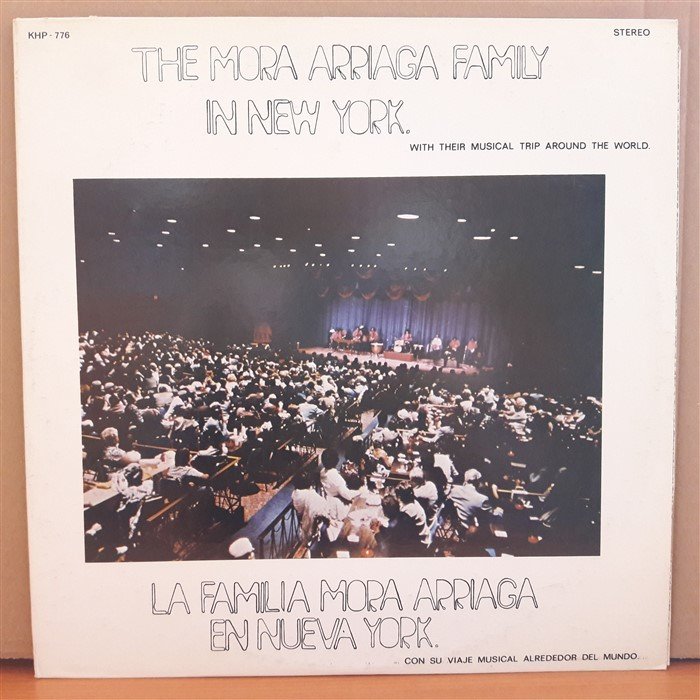 KHP - 776
STEREO
THE MORA ARRIAGA FAMILY
IN NEW YORK.
WITH THEIR MUSICAL TRIP AROUND THE WORLD.
LA FAMILIA MORA ARRIAGA
EN NUEVA YORK.
... CON SU VIAJE MUSICAL ALREDEDOR DEL MUNDO...